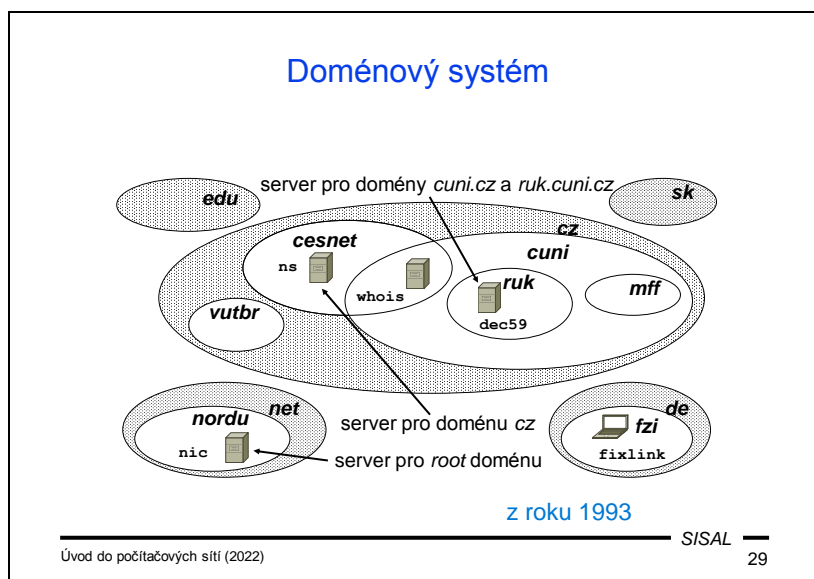 Doménový systém
server pro domény cuni.cz a ruk.cuni.cz
edu
sk
cz
cesnet
cuni
ns
whois
ruk
mff
dec59
vutbr
net
de
nordu
server pro doménu cz
fzi
nic
server pro root doménu
fixlink
z roku 1993
SISAL
Úvod do počítačových sítí (2022)
29